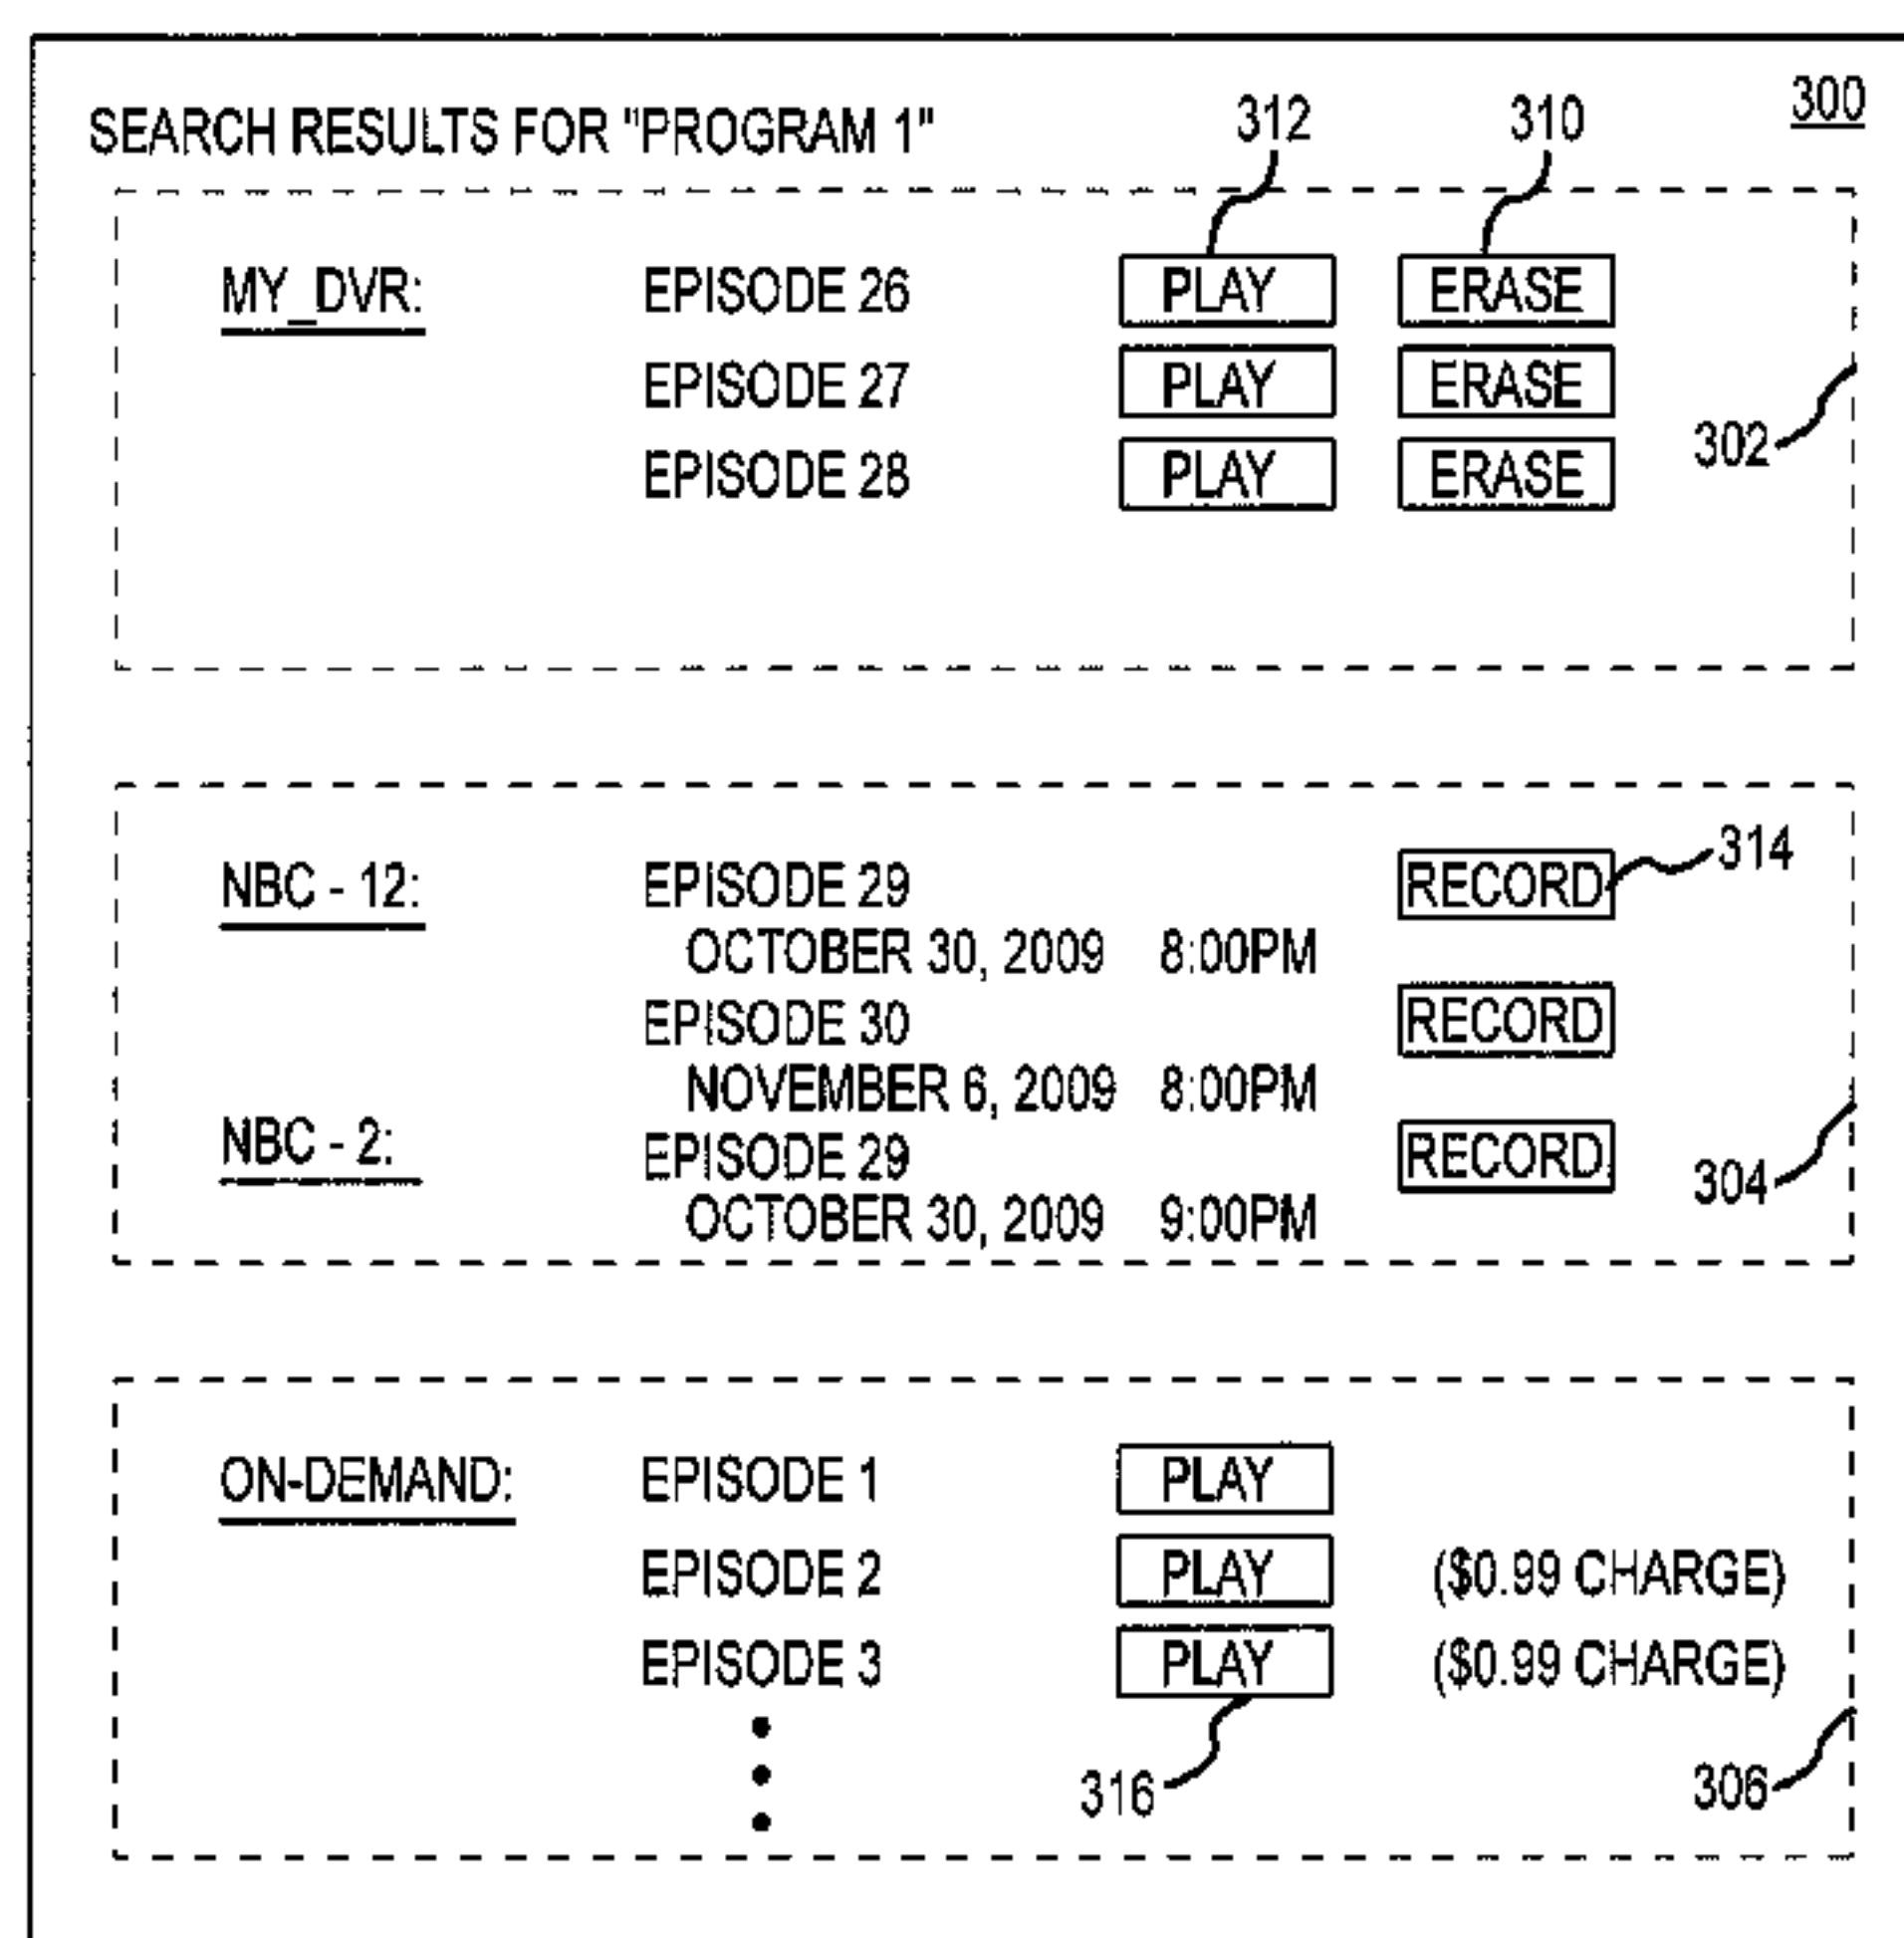 300
SEARCH RESULTS FOR "PROGRAM 1"
312
310
MY_DVR: EPISODE 26 PLAY ERASE
EPISODE 27 PLAY ERASE
302
EPISODE 28 PLAY ERASE
NBC - 12: EPISODE 29 RECORD 314
OCTOBER 30, 2009 8:00PM
EPISODE 30 RECORD
NOVEMBER 6, 2009 8:00PM
NBC - 2: EPISODE 29 RECORD
304
OCTOBER 30, 2009 9:00PM
ON-DEMAND: EPISODE 1 PLAY
EPISODE 2 PLAY ($0.99 CHARGE)
EPISODE 3 PLAY ($0.99 CHARGE)
316
306